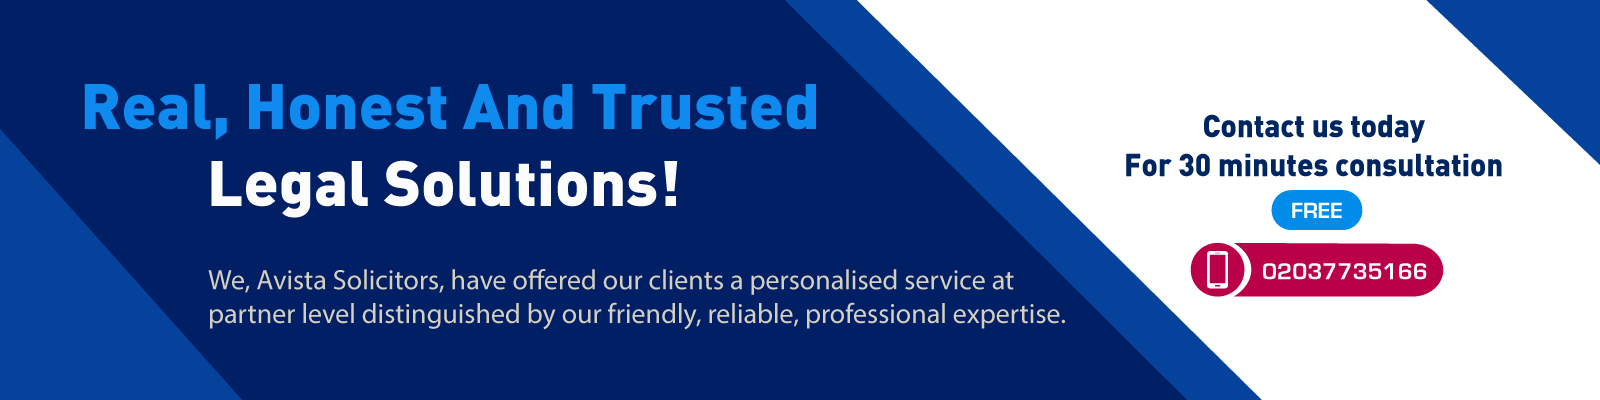 Real, Honest And Trusted
Legal Solutions!
We, Avista Solicitors, have offered our clients a personalised service at
partner level distinguished by our friendly, reliable, professional expertise.
Contact us today
For 30 minutes consultation
FREE
02037735166